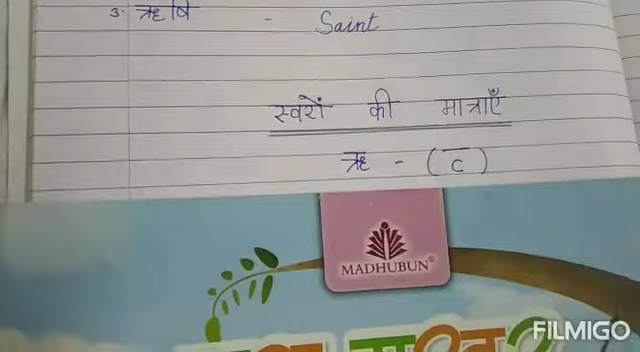 3. ऋषि - Saint
स्वरों की मात्राएँ
ऋ - ( ृ )
MADHUBUN®
FILMIGO